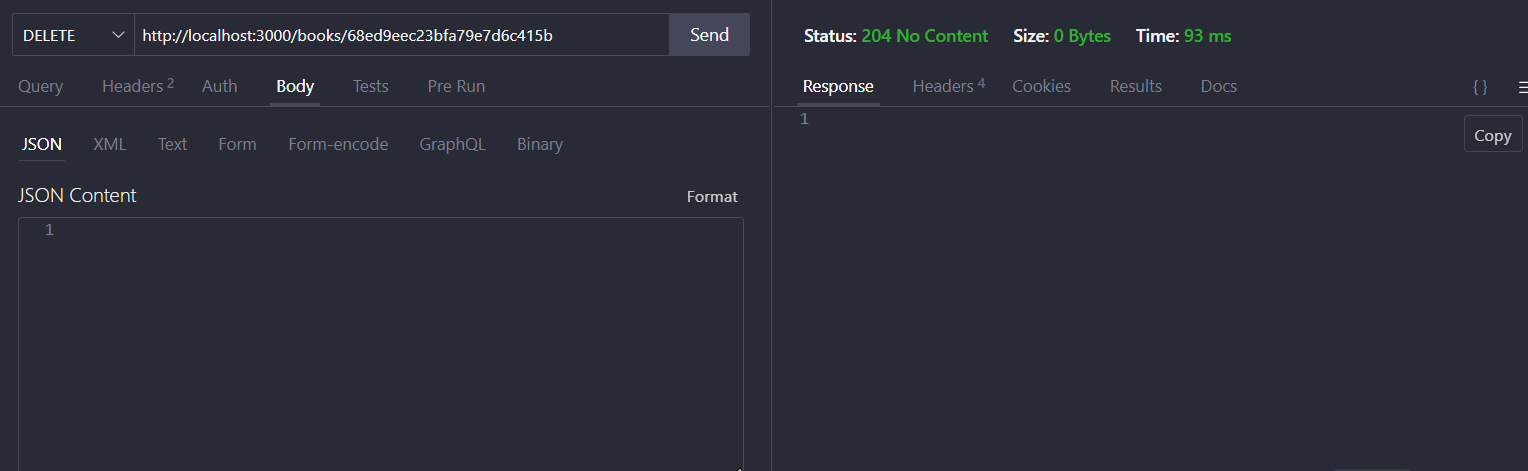 DELETE http://localhost:3000/books/68ed9eec23bfa79e7d6c415b Send
Status: 204 No Content Size: 0 Bytes Time: 93 ms
Query Headers 2 Auth Body Tests Pre Run
Response Headers 4 Cookies Results Docs { }
1
Copy
JSON XML Text Form Form-encode GraphQL Binary
JSON Content Format
1